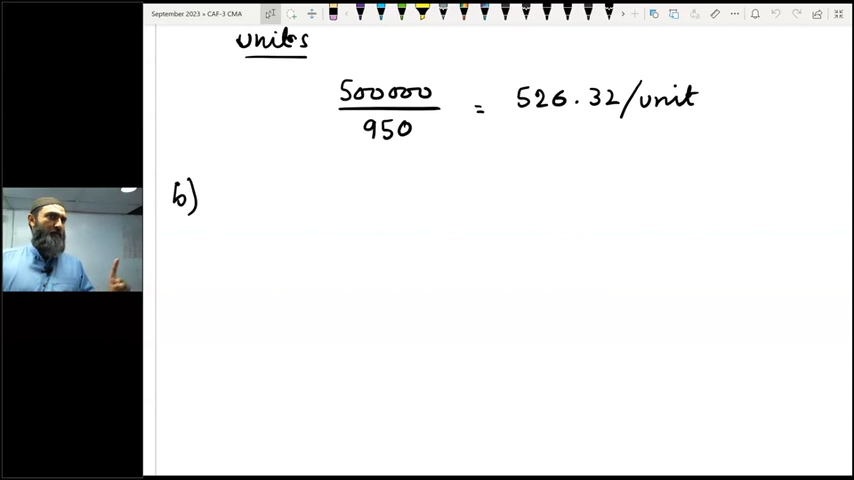 September 2023 » CAF-3 CMA
units
500000
950
= 526.32/unit
b)